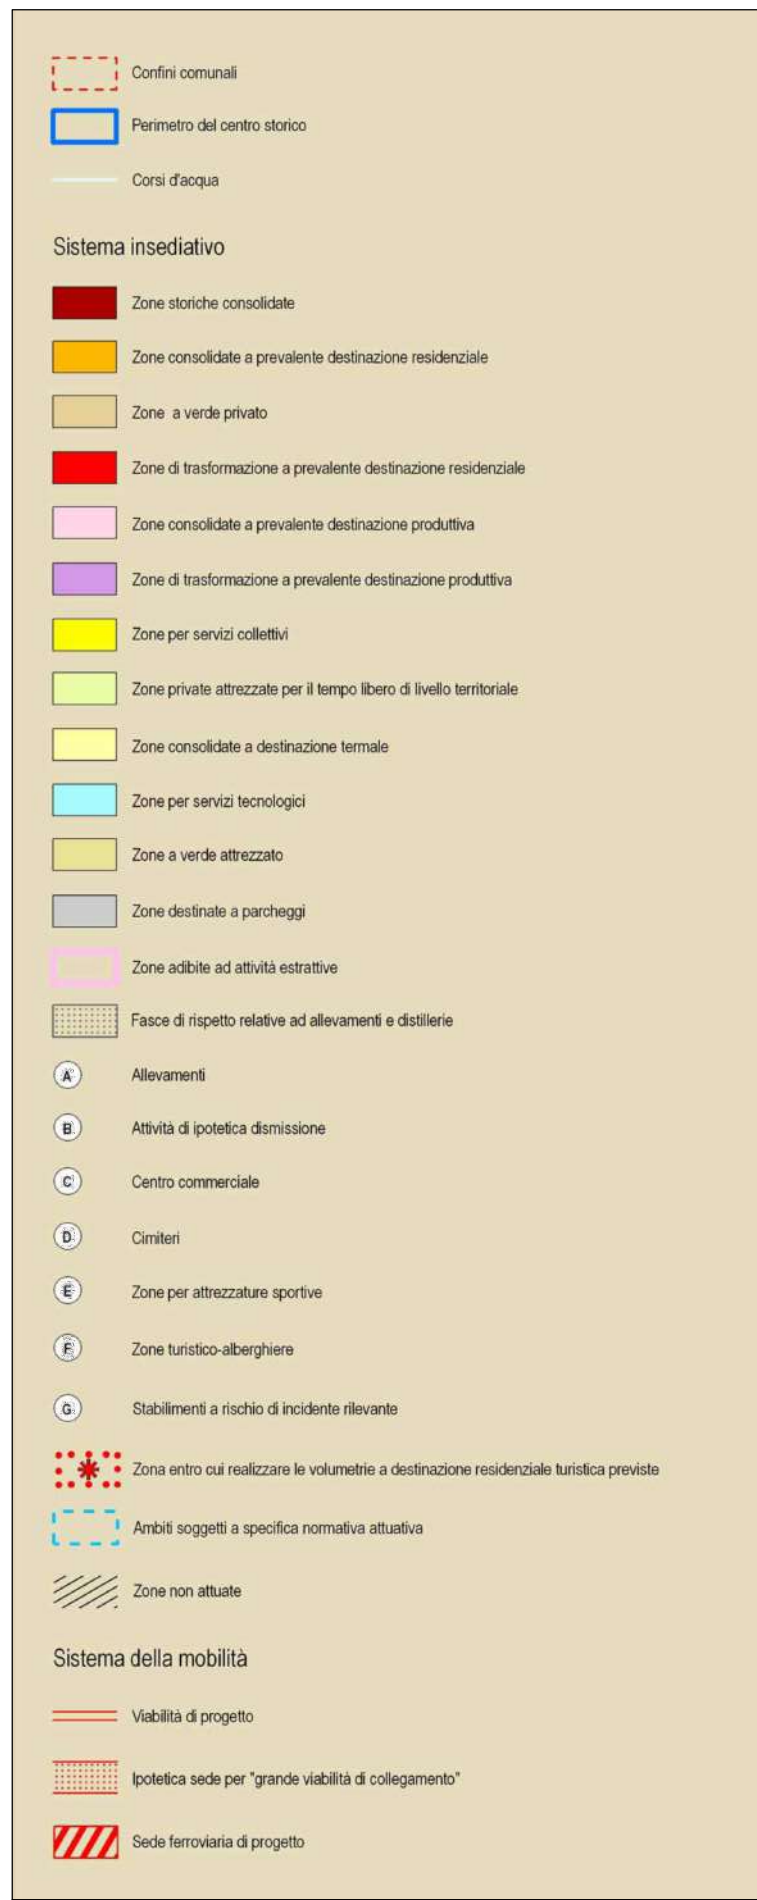 Confini comunali
Perimetro del centro storico
Corsi d'acqua
Sistema insediativo
Zone storiche consolidate
Zone consolidate a prevalente destinazione residenziale
Zone a verde privato
Zone di trasformazione a prevalente destinazione residenziale
Zone consolidate a prevalente destinazione produttiva
Zone di trasformazione a prevalente destinazione produttiva
Zone per servizi collettivi
Zone private attrezzate per il tempo libero di livello territoriale
Zone consolidate a destinazione termale
Zone per servizi tecnologici
Zone a verde attrezzato
Zone destinate a parcheggi
Zone adibite ad attività estrattive
Fasce di rispetto relative ad allevamenti e distillerie
A Allevamenti
B Attività di ipotetica dismissione
C Centro commerciale
D Cimiteri
E Zone per attrezzature sportive
F Zone turistico-alberghiere
G Stabilimenti a rischio di incidente rilevante
Zona entro cui realizzare le volumetrie a destinazione residenziale turistica previste
Ambiti soggetti a specifica normativa attuativa
Zone non attuate
Sistema della mobilità
Viabilità di progetto
Ipotetica sede per "grande viabilità di collegamento"
Sede ferroviaria di progetto